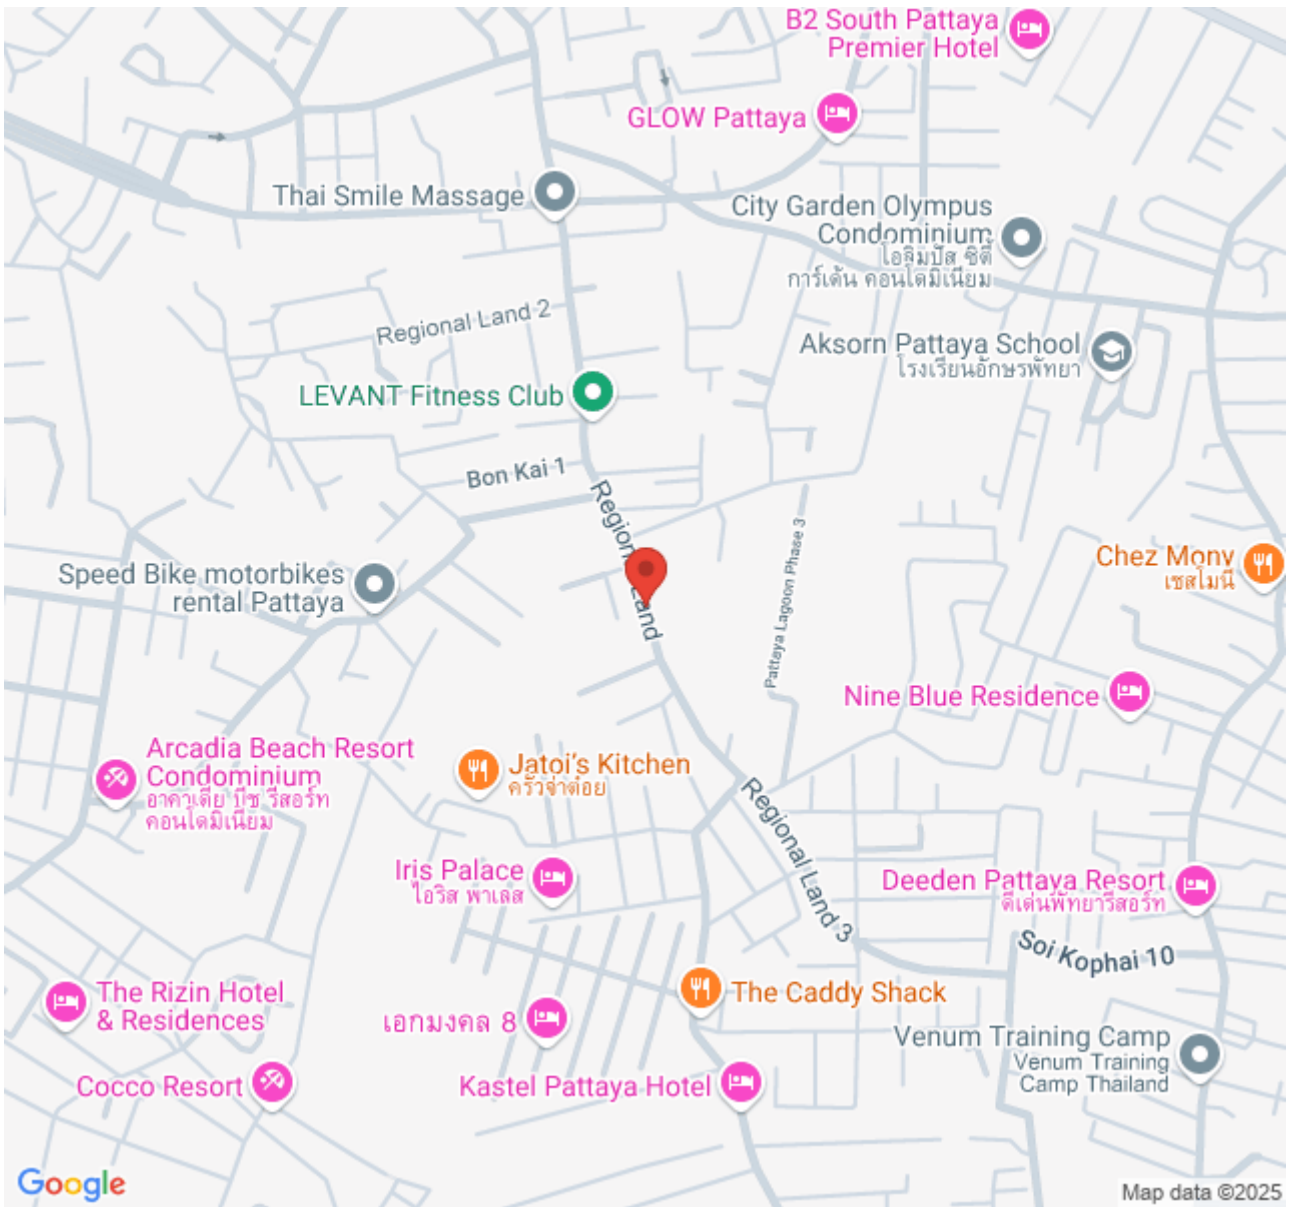 B2 South Pattaya
Premier Hotel
GLOW Pattaya
Thai Smile Massage
City Garden Olympus
Condominium
โอลิมปัส ซิตี้
การ์เด้น คอนโดมิเนียม
Regional Land 2
Aksorn Pattaya School
โรงเรียนอักษรพัทยา
LEVANT Fitness Club
Bon Kai 1
Regional Land
Pattaya Lagoon Phase 3
Chez Mony
เชสโมนี
Speed Bike motorbikes
rental Pattaya
Nine Blue Residence
Arcadia Beach Resort
Condominium
อาคาเดีย บีช รีสอร์ท
คอนโดมิเนียม
Jatoi's Kitchen
ครัวจ่าต๋อย
Regional Land 3
Iris Palace
ไอริส พาเลส
Deeden Pattaya Resort
ดีเด่นพัทยารีสอร์ท
Soi Kophai 10
The Rizin Hotel
& Residences
The Caddy Shack
เอกมงคล 8
Venum Training Camp
Venum Training
Camp Thailand
Cocco Resort
Kastel Pattaya Hotel
Google
Map data ©2025